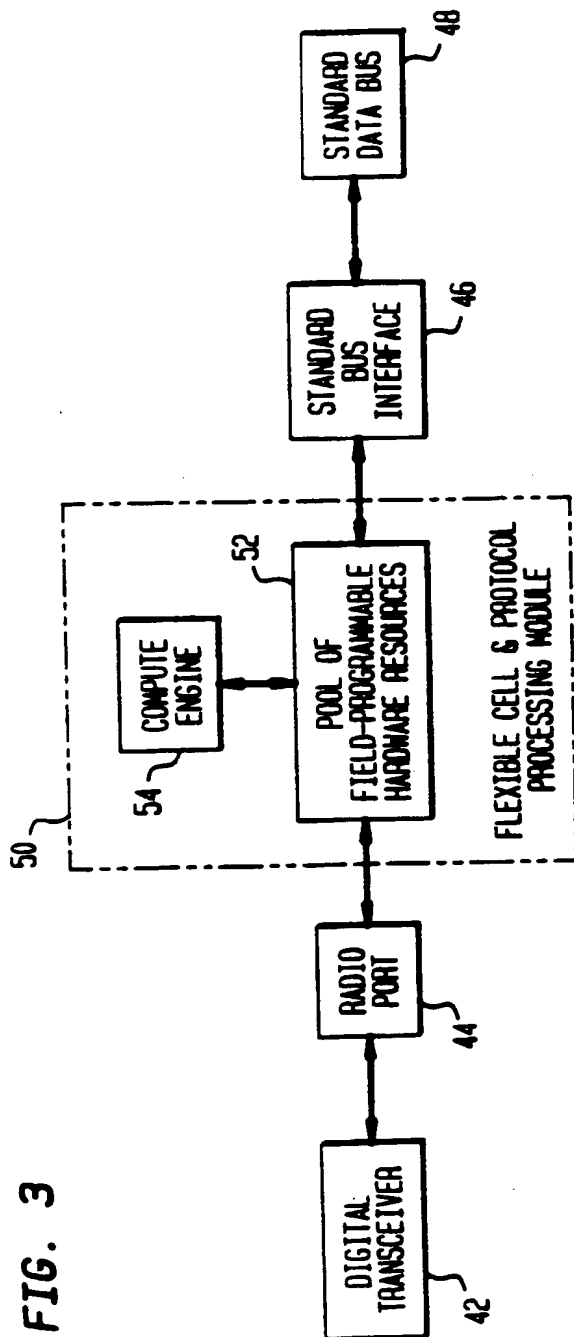 FIG. 3
50
54
COMPUTE
ENGINE
52
POOL OF
FIELD-PROGRAMMABLE
HARDWARE RESOURCES
FLEXIBLE CELL & PROTOCOL
PROCESSING MODULE
DIGITAL
TRANSCEIVER
42
RADIO
PORT
44
STANDARD
BUS
INTERFACE
46
STANDARD
DATA BUS
48